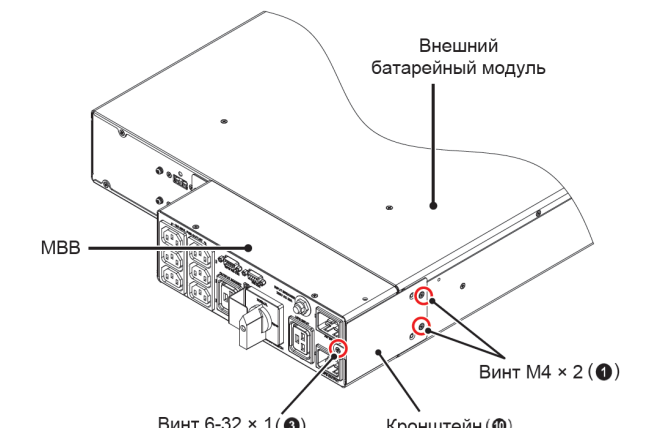 Внешний
батарейный модуль
MBB
Винт M4 × 2 (❶)
Винт 6-32 × 1 (❸)
Кронштейн (❿)